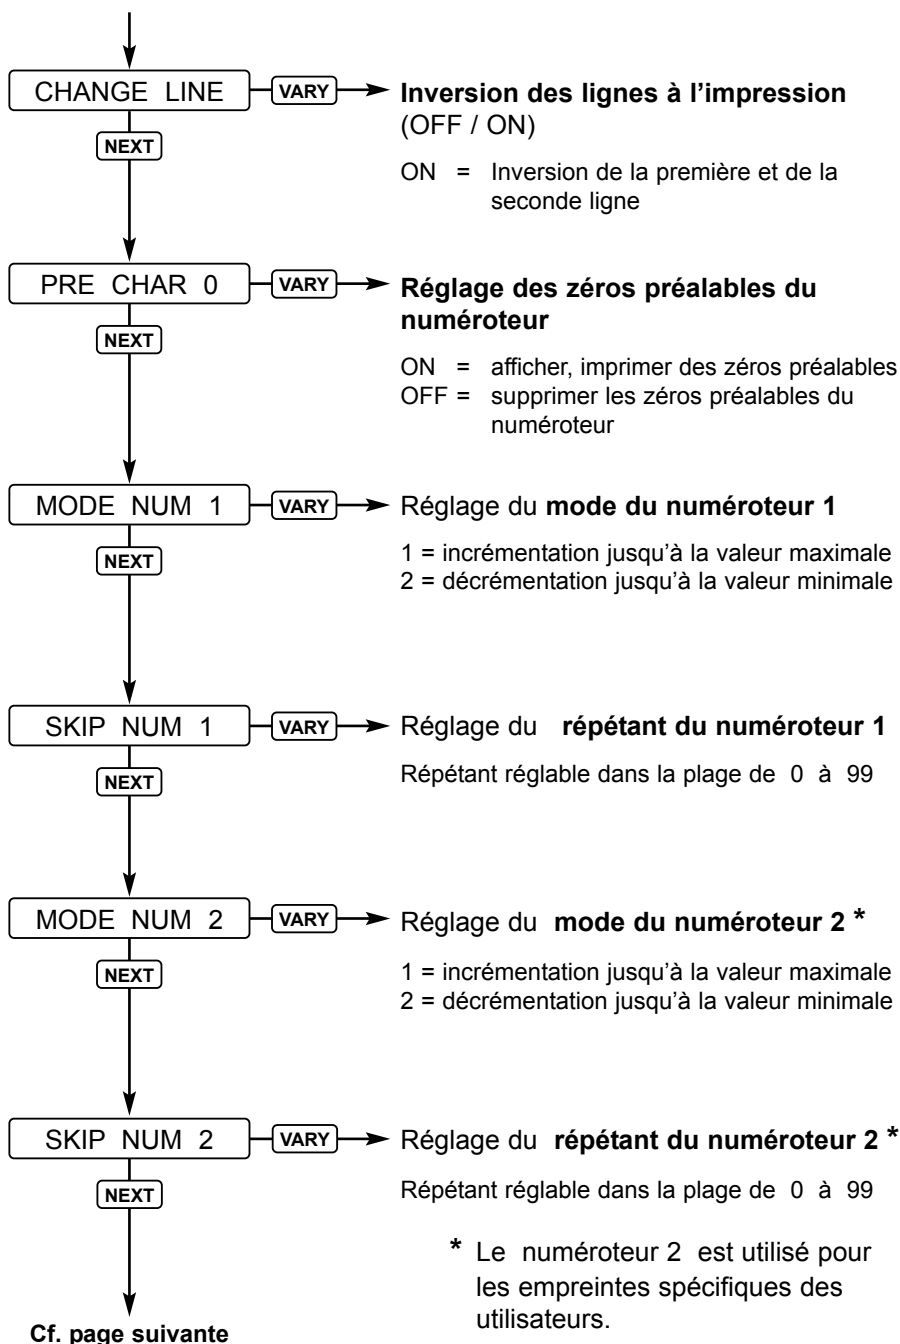 CHANGE LINE VARY Inversion des lignes à l’impression
(OFF / ON)
NEXT
ON = Inversion de la première et de la
seconde ligne
PRE CHAR 0 VARY Réglage des zéros préalables du
numéroteur
NEXT
ON = afficher, imprimer des zéros préalables
OFF = supprimer les zéros préalables du
numéroteur
MODE NUM 1 VARY Réglage du mode du numéroteur 1
NEXT
1 = incrémentation jusqu’à la valeur maximale
2 = décrémentation jusqu’à la valeur minimale
SKIP NUM 1 VARY Réglage du répétant du numéroteur 1
NEXT
Répétant réglable dans la plage de 0 à 99
MODE NUM 2 VARY Réglage du mode du numéroteur 2 *
NEXT
1 = incrémentation jusqu’à la valeur maximale
2 = décrémentation jusqu’à la valeur minimale
SKIP NUM 2 VARY Réglage du répétant du numéroteur 2 *
NEXT
Répétant réglable dans la plage de 0 à 99
* Le numéroteur 2 est utilisé pour
les empreintes spécifiques des
utilisateurs.
Cf. page suivante